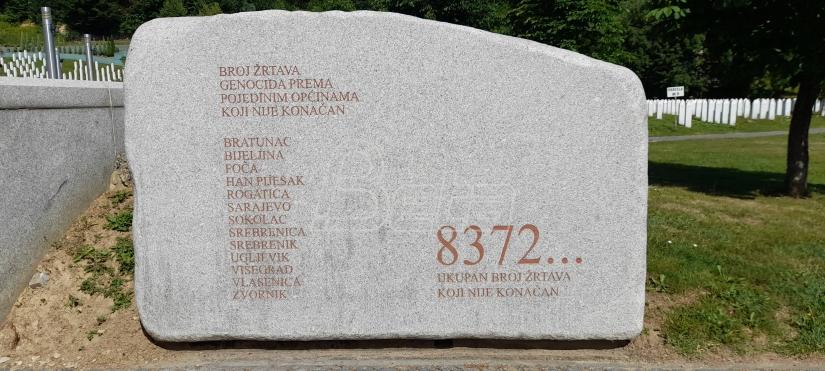 BROJ ŽRTAVA
GENOCIDA PREMA
POJEDINIM OPĆINAMA
KOJI NIJE KONAČAN
BRATUNAC
BIJELJINA
FOČA
HAN PIJESAK
ROGATICA
SARAJEVO
SOKOLAC
SREBRENICA
SREBRENIK
UGLJEVIK
VIŠEGRAD
VLASENICA
ZVORNIK
8372...
UKUPAN BROJ ŽRTAVA
KOJI NIJE KONAČAN